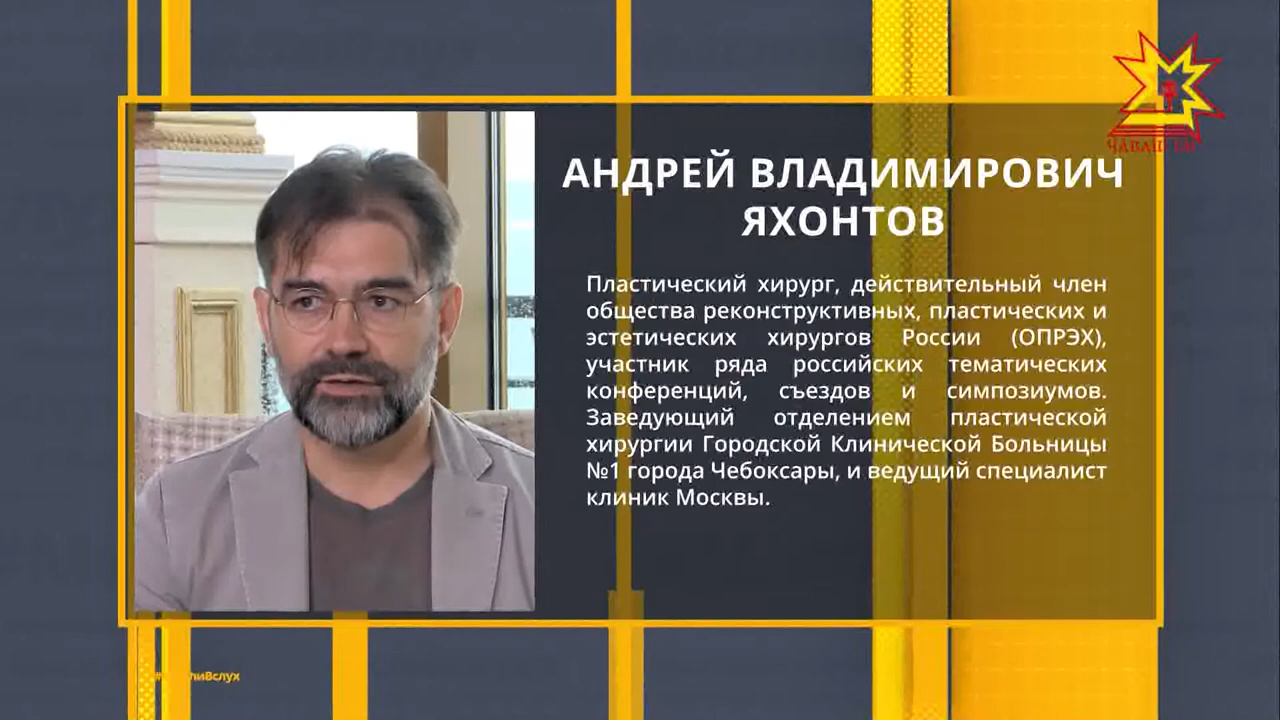 АНДРЕЙ ВЛАДИМИРОВИЧ
ЯХОНТОВ
Пластический хирург, действительный член
общества реконструктивных, пластических и
эстетических хирургов России (ОПРЭХ),
участник ряда российских тематических
конференций, съездов и симпозиумов.
Заведующий отделением пластической
хирургии Городской Клинической Больницы
№1 города Чебоксары, и ведущий специалист
клиник Москвы.